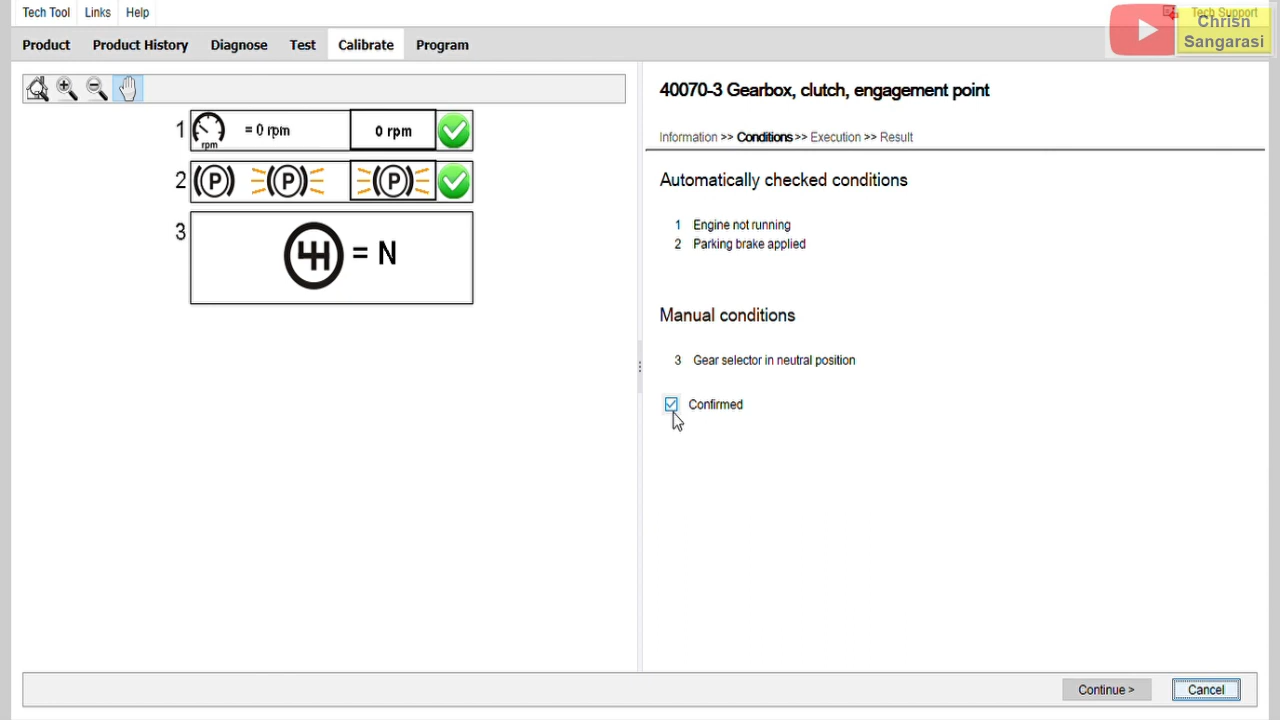 Tech Tool Links Help
Tech Support
Chrisn
Sangarasi
Product Product History Diagnose Test Calibrate Program
1 rpm = 0 rpm 0 rpm
2 (P) (P) (P)
3 = N
40070-3 Gearbox, clutch, engagement point
Information >> Conditions >> Execution >> Result
Automatically checked conditions
1 Engine not running
2 Parking brake applied
Manual conditions
3 Gear selector in neutral position
Confirmed
Continue > Cancel